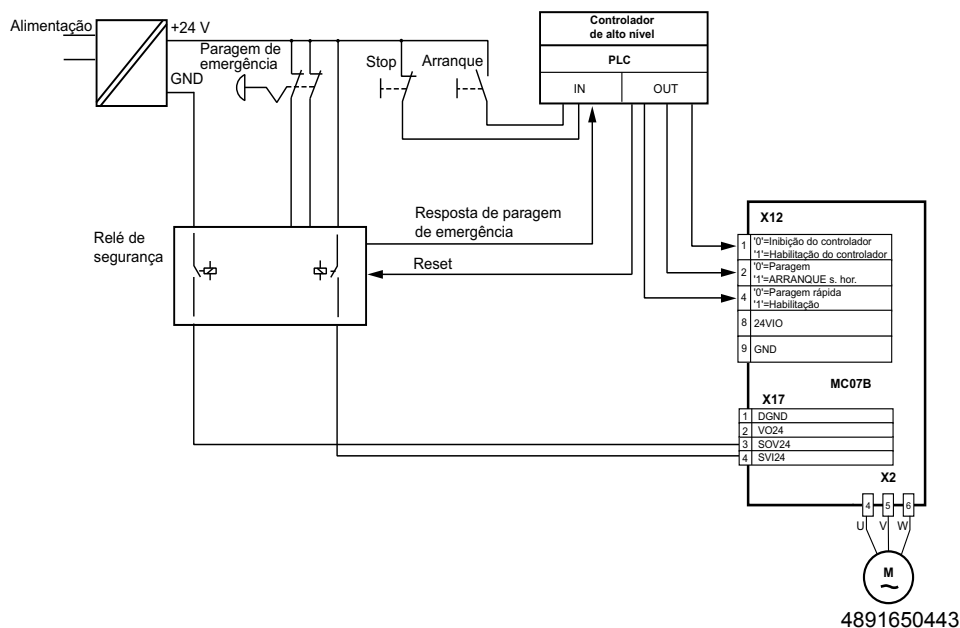 Alimentação
+24 V
GND
Paragem de
emergência
Stop
Arranque
Controlador
de alto nível
PLC
IN
OUT
Relé de
segurança
Resposta de paragem
de emergência
Reset
X12
1
'0'=Inibição do controlador
'1'=Habilitação do controlador
2
'0'=Paragem
'1'=ARRANQUE s. hor.
4
'0'=Paragem rápida
'1'=Habilitação
8 24VIO
9 GND
MC07B
X17
1 DGND
2 VO24
3 SOV24
4 SVI24
X2
4 5 6
U V W
M
~
4891650443